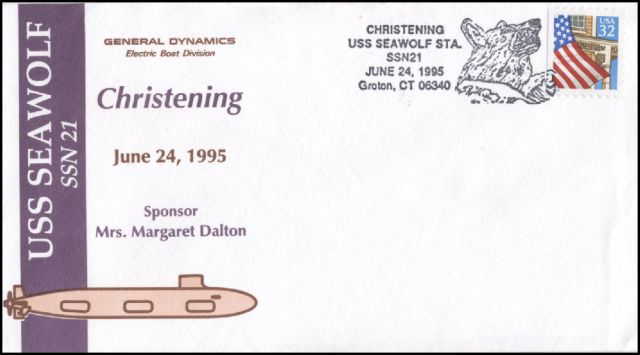 USS SEAWOLF
SSN 21
GENERAL DYNAMICS
Electric Boat Division
Christening
June 24, 1995
Sponsor
Mrs. Margaret Dalton
CHRISTENING
USS SEAWOLF STA.
SSN21
JUNE 24, 1995
Groton, CT 06340
USA
32